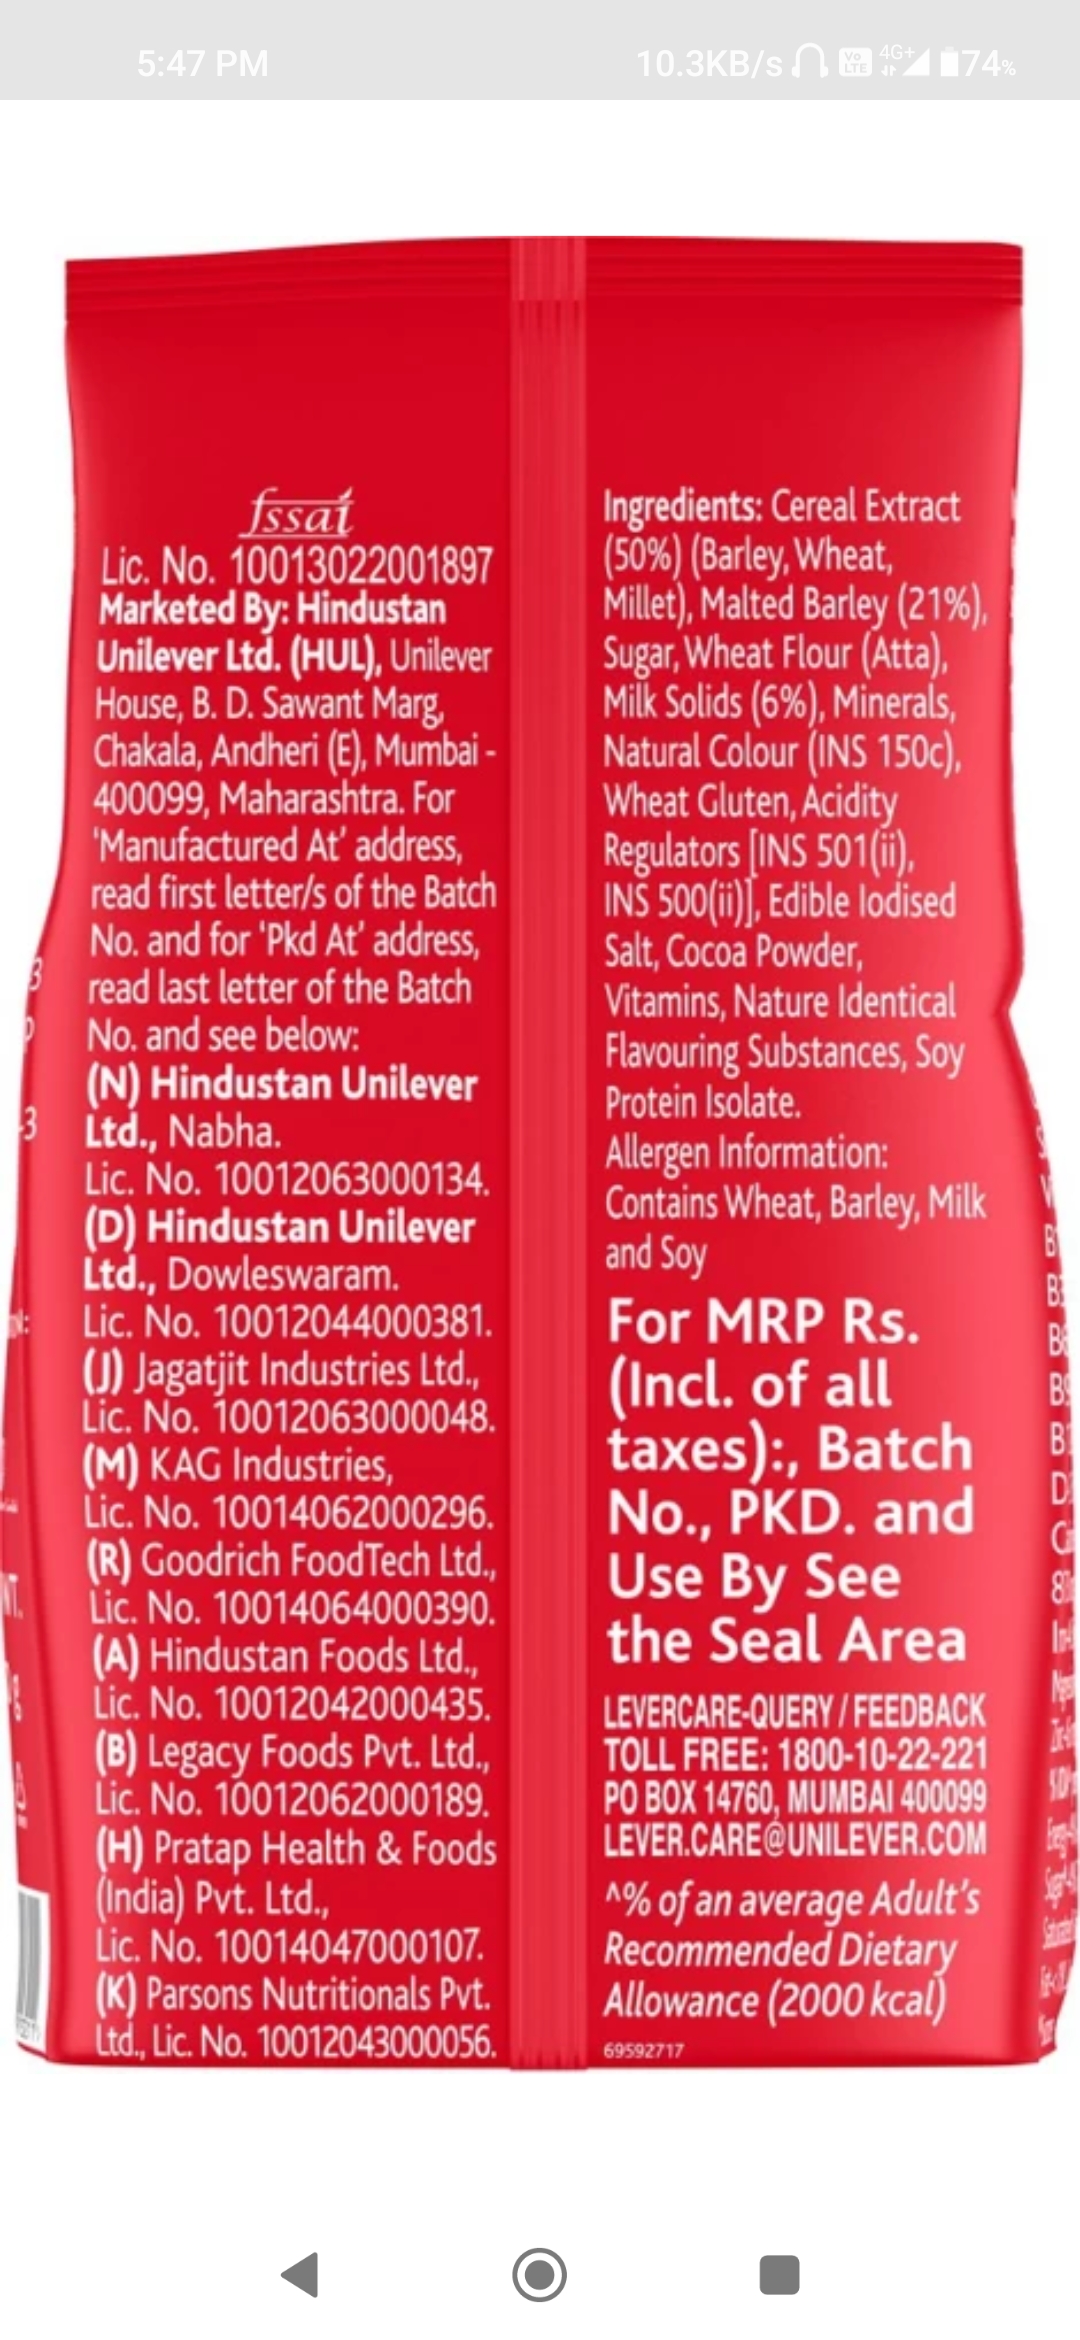 5:47 PM
10.3KB/s Vo LTE 4G+ 74%
fssai
Lic. No. 10013022001897
Marketed By: Hindustan
Unilever Ltd. (HUL), Unilever
House, B. D. Sawant Marg,
Chakala, Andheri (E), Mumbai -
400099, Maharashtra. For
'Manufactured At' address,
read first letter/s of the Batch
No. and for 'Pkd At' address,
read last letter of the Batch
No. and see below:
(N) Hindustan Unilever
Ltd., Nabha.
Lic. No. 10012063000134.
(D) Hindustan Unilever
Ltd., Dowleswaram.
Lic. No. 10012044000381.
(J) Jagatjit Industries Ltd.,
Lic. No. 10012063000048.
(M) KAG Industries,
Lic. No. 10014062000296.
(R) Goodrich FoodTech Ltd.,
Lic. No. 10014064000390.
(A) Hindustan Foods Ltd.,
Lic. No. 10012042000435.
(B) Legacy Foods Pvt. Ltd.,
Lic. No. 10012062000189.
(H) Pratap Health & Foods
(India) Pvt. Ltd.,
Lic. No. 10014047000107.
(K) Parsons Nutritionals Pvt.
Ltd., Lic. No. 10012043000056.
Ingredients: Cereal Extract
(50%) (Barley, Wheat,
Millet), Malted Barley (21%),
Sugar, Wheat Flour (Atta),
Milk Solids (6%), Minerals,
Natural Colour (INS 150c),
Wheat Gluten, Acidity
Regulators [INS 501(ii),
INS 500(ii)], Edible Iodised
Salt, Cocoa Powder,
Vitamins, Nature Identical
Flavouring Substances, Soy
Protein Isolate.
Allergen Information:
Contains Wheat, Barley, Milk
and Soy
For MRP Rs.
(Incl. of all
taxes):, Batch
No., PKD. and
Use By See
the Seal Area
LEVERCARE-QUERY / FEEDBACK
TOLL FREE: 1800-10-22-221
PO BOX 14760, MUMBAI 400099
LEVER.CARE@UNILEVER.COM
^% of an average Adult's
Recommended Dietary
Allowance (2000 kcal)
69592717